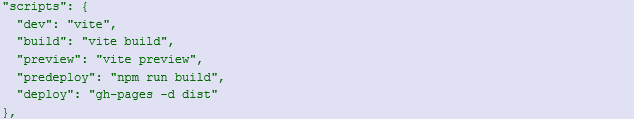 "scripts": {
  "dev": "vite",
  "build": "vite build",
  "preview": "vite preview",
  "predeploy": "npm run build",
  "deploy": "gh-pages -d dist"
},